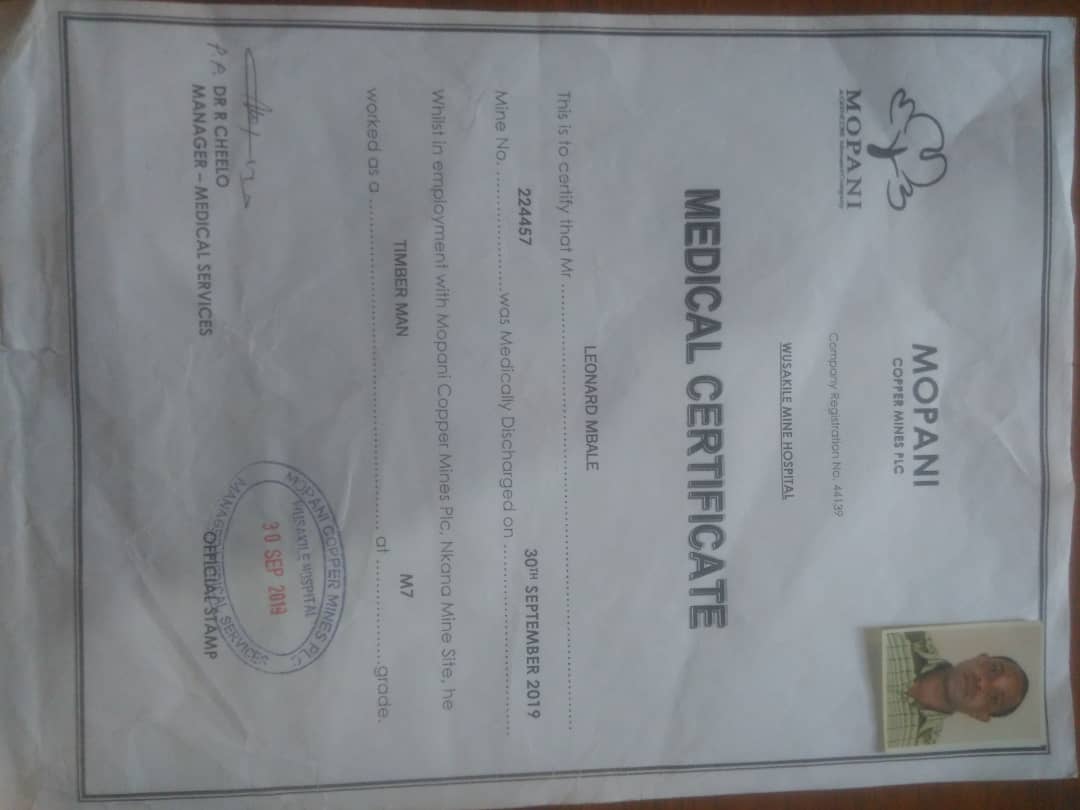 MOPANI
COPPER MINES PLC
MOPANI
Company Registration No. 44139
WUSAKILE MINE HOSPITAL
MEDICAL CERTIFICATE
LEONARD MBALE
This is to certify that Mr ....................................................................
224457 30TH SEPTEMBER 2019
Mine No. ....................was Medically Discharged on ................................
Whilst in employment with Mopani Copper Mines Plc, Nkana Mine Site, he
TIMBER MAN M7
worked as a ........................................................ at ..................grade.
MOPANI COPPER MINES PLC
WUSAKILE HOSPITAL
30 SEP 2019
MANAGER MEDICAL SERVICES
P.A. DR R CHEELO
MANAGER – MEDICAL SERVICES
OFFICIAL STAMP